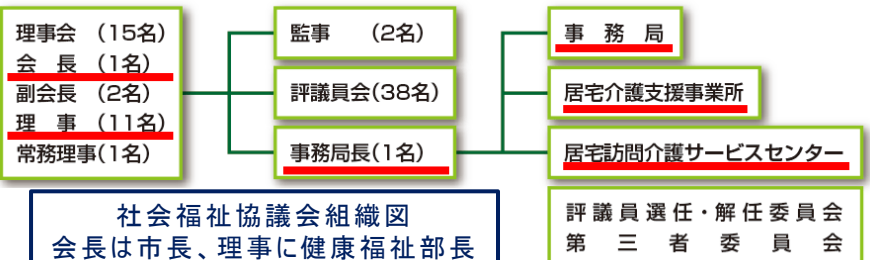 理事会 (15名)
会 長 (1名)
副会長 (2名)
理 事 (11名)
常務理事(1名)
監事 (2名)
評議員会(38名)
事務局長(1名)
事 務 局
居宅介護支援事業所
居宅訪問介護サービスセンター
評議員選任・解任委員会
第 三 者 委 員 会
社会福祉協議会組織図
会長は市長、理事に健康福祉部長